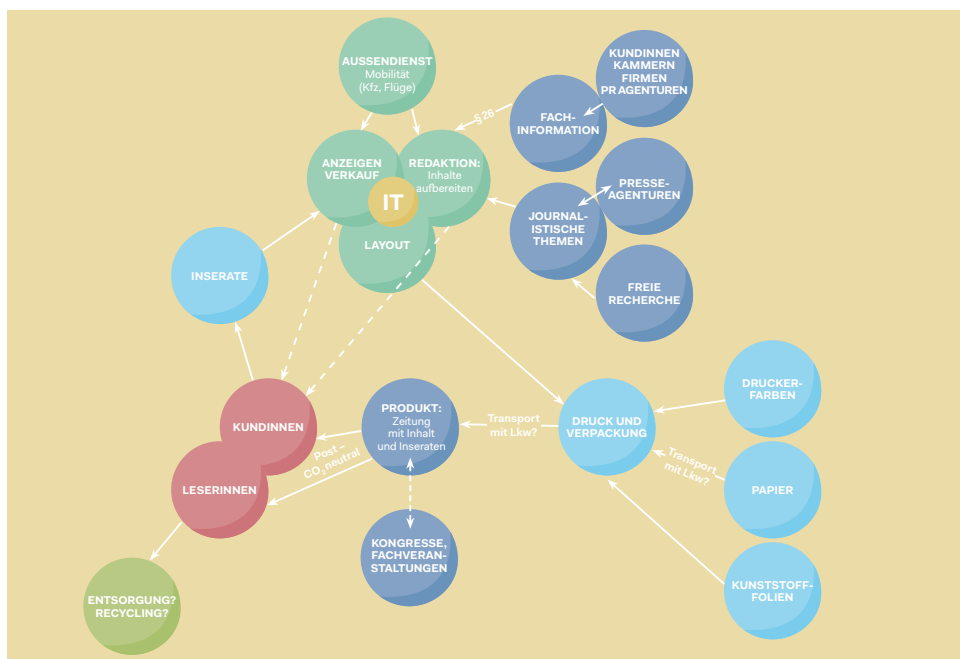 AUSSENDIENST
Mobilität
(Kfz, Flüge)
KUNDINNEN
KAMMERN
FIRMEN
PR AGENTUREN
§ 26
FACH-
INFORMATION
ANZEIGEN
VERKAUF
REDAKTION:
Inhalte
aufbereiten
IT
LAYOUT
PRESSE-
AGENTUREN
JOURNAL-
ISTISCHE
THEMEN
FREIE
RECHERCHE
INSERATE
KUNDINNEN
LESERINNEN
PRODUKT:
Zeitung
mit Inhalt
und Inseraten
Post –
CO₂ neutral
Transport
mit Lkw?
DRUCK UND
VERPACKUNG
DRUCKER-
FARBEN
Transport
mit Lkw?
PAPIER
KUNSTSTOFF-
FOLIEN
KONGRESSE,
FACHVERAN-
STALTUNGEN
ENTSORGUNG?
RECYCLING?